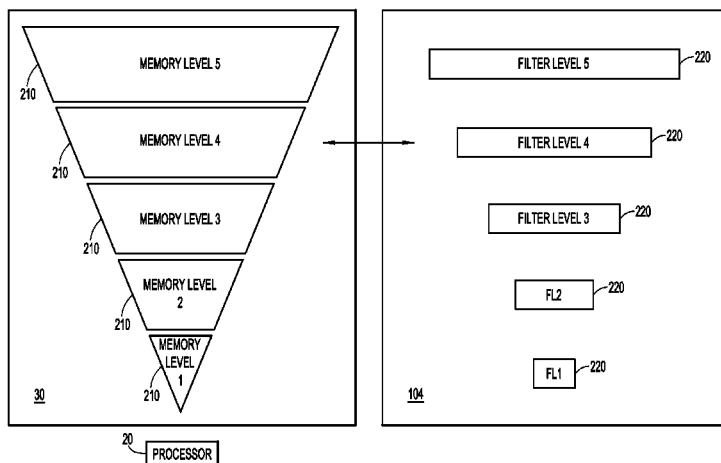 MEMORY LEVEL 5
210
MEMORY LEVEL 4
210
MEMORY LEVEL 3
210
MEMORY LEVEL
2
210
MEMORY
LEVEL
1
210
30
20
PROCESSOR
FILTER LEVEL 5
220
FILTER LEVEL 4
220
FILTER LEVEL 3
220
FL2
220
FL1
220
104